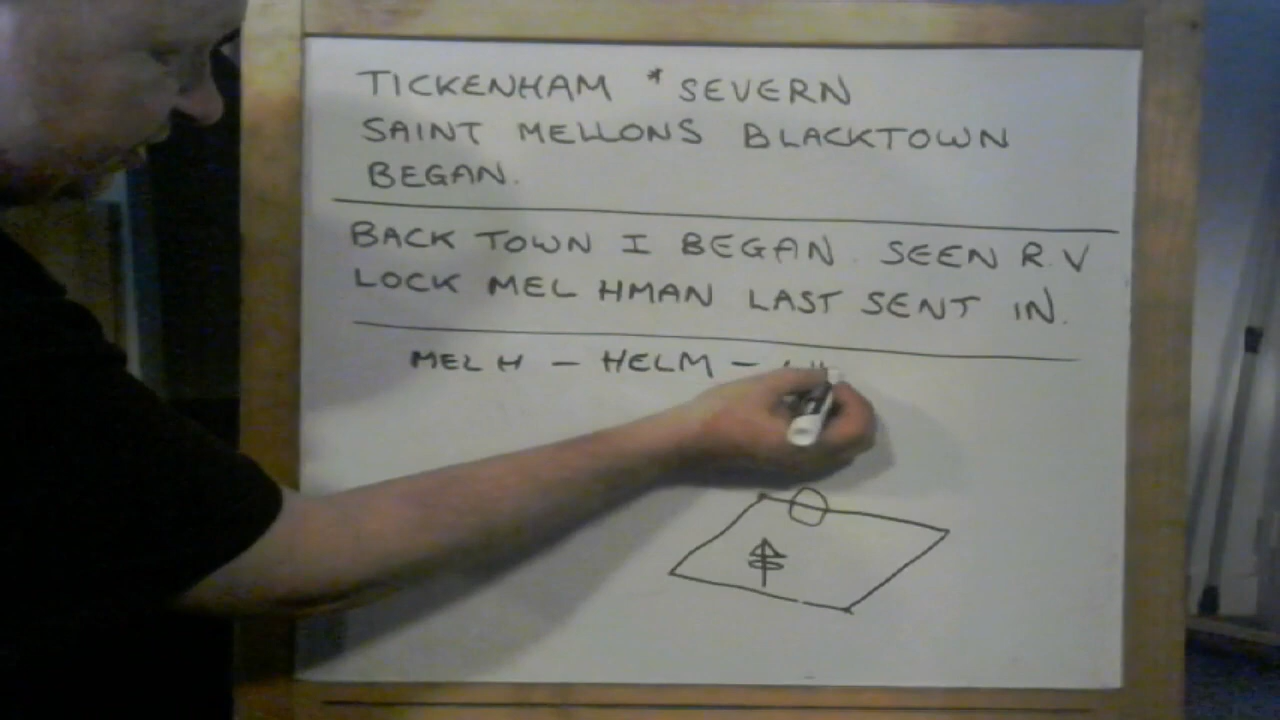 TICKENHAM * SEVERN
SAINT MELLONS BLACKTOWN
BEGAN.
BACK TOWN I BEGAN. SEEN R.V
LOCK MEL HMAN LAST SENT IN.
MEL H – HELM –